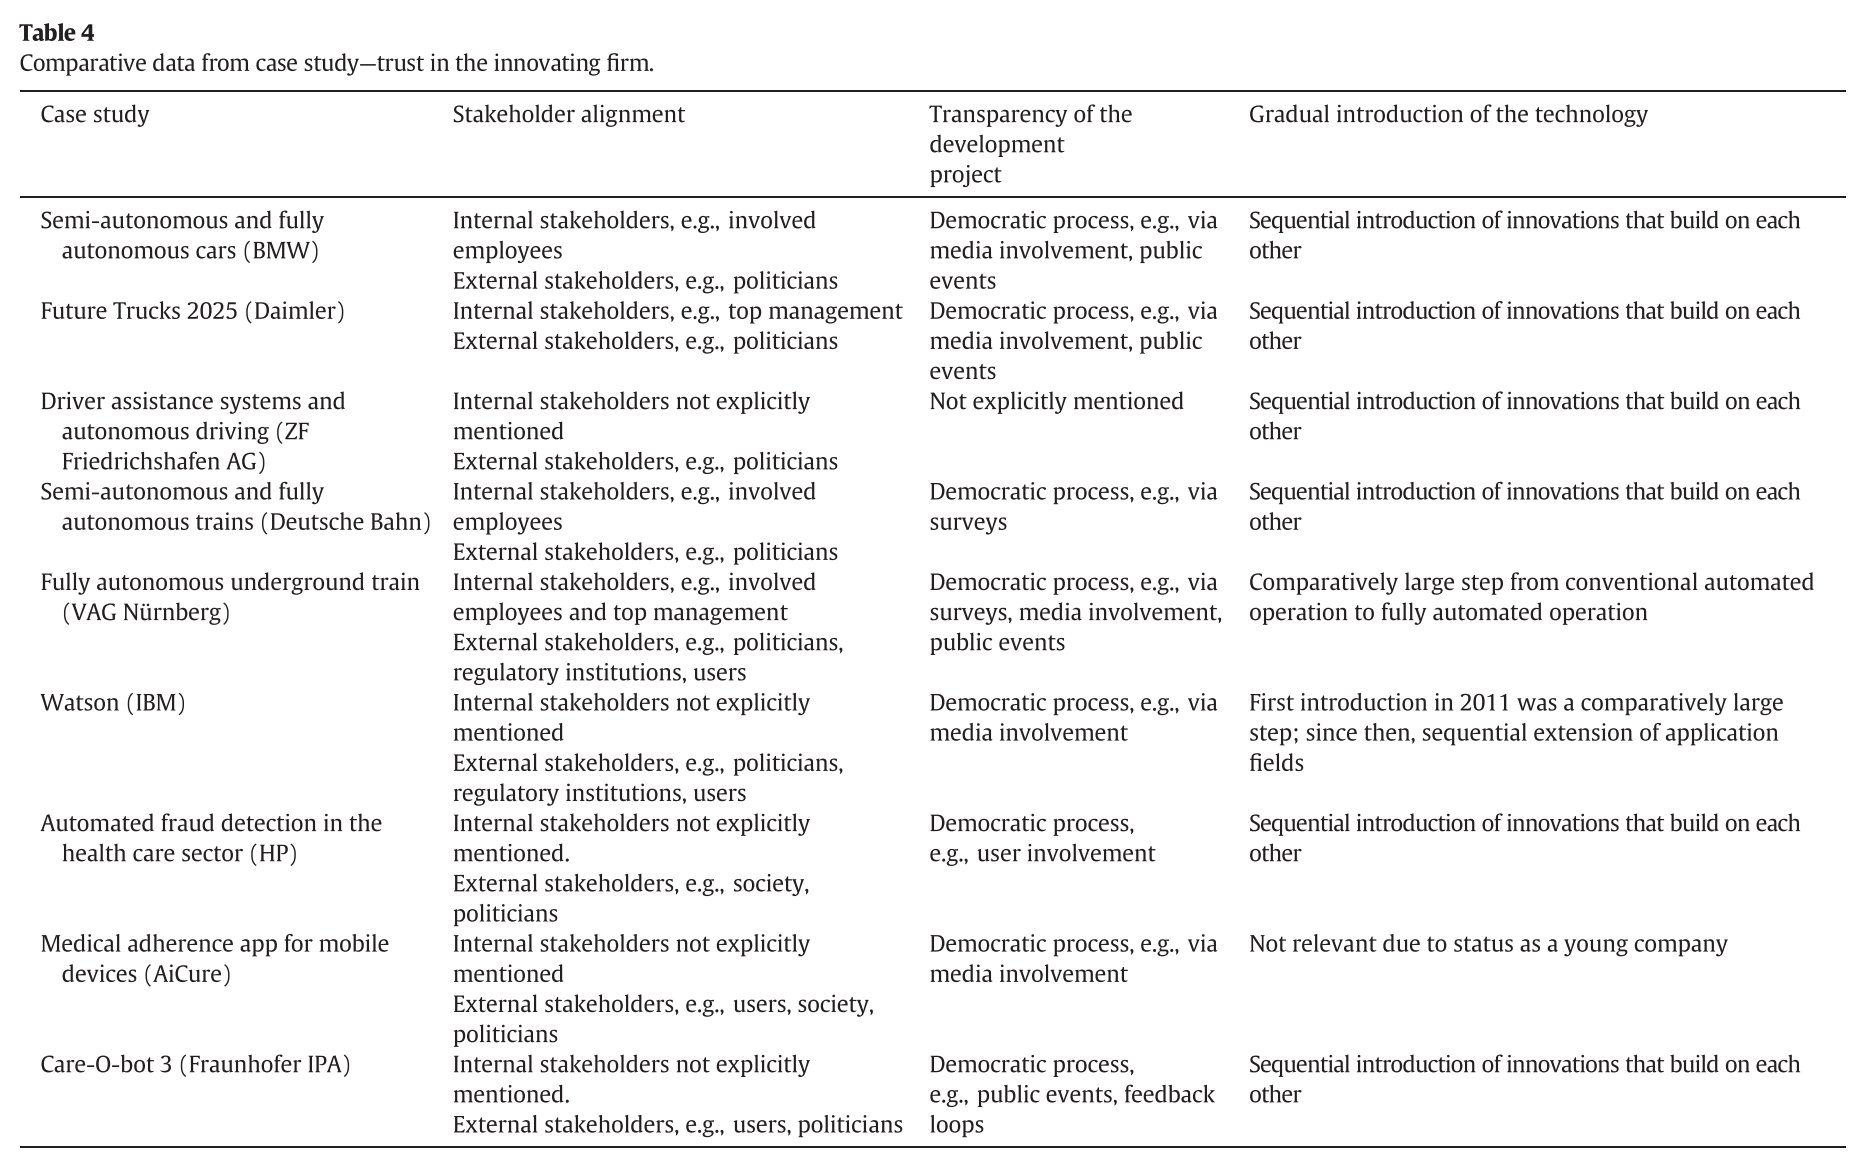 Table 4
Comparative data from case study—trust in the innovating firm.
Case study
Stakeholder alignment
Transparency of the
development
project
Gradual introduction of the technology
Semi-autonomous and fully
autonomous cars (BMW)
Internal stakeholders, e.g., involved
employees
External stakeholders, e.g., politicians
Democratic process, e.g., via
media involvement, public
events
Sequential introduction of innovations that build on each
other
Future Trucks 2025 (Daimler)
Internal stakeholders, e.g., top management
External stakeholders, e.g., politicians
Democratic process, e.g., via
media involvement, public
events
Sequential introduction of innovations that build on each
other
Driver assistance systems and
autonomous driving (ZF
Friedrichshafen AG)
Internal stakeholders not explicitly
mentioned
External stakeholders, e.g., politicians
Not explicitly mentioned
Sequential introduction of innovations that build on each
other
Semi-autonomous and fully
autonomous trains (Deutsche Bahn)
Internal stakeholders, e.g., involved
employees
External stakeholders, e.g., politicians
Democratic process, e.g., via
surveys
Sequential introduction of innovations that build on each
other
Fully autonomous underground train
(VAG Nürnberg)
Internal stakeholders, e.g., involved
employees and top management
External stakeholders, e.g., politicians,
regulatory institutions, users
Democratic process, e.g., via
surveys, media involvement,
public events
Comparatively large step from conventional automated
operation to fully automated operation
Watson (IBM)
Internal stakeholders not explicitly
mentioned
External stakeholders, e.g., politicians,
regulatory institutions, users
Democratic process, e.g., via
media involvement
First introduction in 2011 was a comparatively large
step; since then, sequential extension of application
fields
Automated fraud detection in the
health care sector (HP)
Internal stakeholders not explicitly
mentioned.
External stakeholders, e.g., society,
politicians
Democratic process,
e.g., user involvement
Sequential introduction of innovations that build on each
other
Medical adherence app for mobile
devices (AiCure)
Internal stakeholders not explicitly
mentioned
External stakeholders, e.g., users, society,
politicians
Democratic process, e.g., via
media involvement
Not relevant due to status as a young company
Care-O-bot 3 (Fraunhofer IPA)
Internal stakeholders not explicitly
mentioned.
External stakeholders, e.g., users, politicians
Democratic process,
e.g., public events, feedback
loops
Sequential introduction of innovations that build on each
other